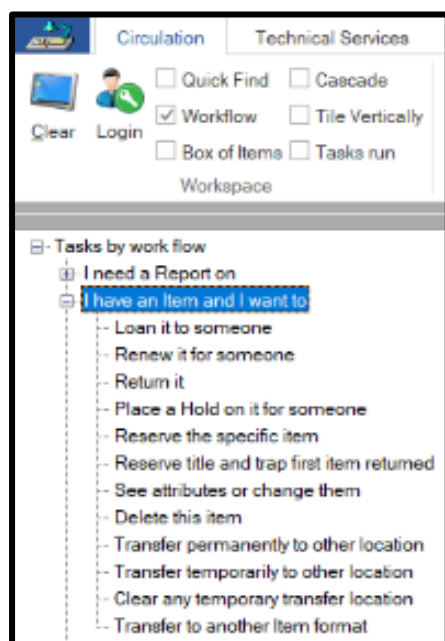 Circulation Technical Services
Clear Login Quick Find Cascade
Workflow Tile Vertically
Box of Items Tasks run
Workspace
Tasks by work flow
I need a Report on
I have an Item and I want to
Loan it to someone
Renew it for someone
Return it
Place a Hold on it for someone
Reserve the specific item
Reserve title and trap first item returned
See attributes or change them
Delete this item
Transfer permanently to other location
Transfer temporarily to other location
Clear any temporary transfer location
Transfer to another Item format